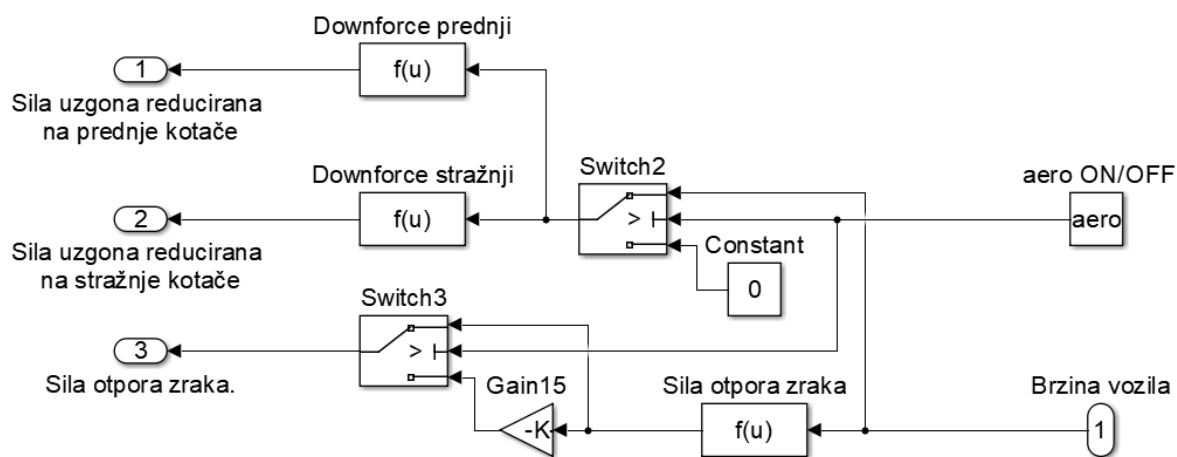 Downforce prednji
1
f(u)
Sila uzgona reducirana
na prednje kotače
Downforce stražnji
Switch2
aero ON/OFF
2
f(u)
>
aero
Sila uzgona reducirana
na stražnje kotače
Constant
0
Switch3
3
>
Sila otpora zraka.
Gain15
Sila otpora zraka
Brzina vozila
-K-
f(u)
1